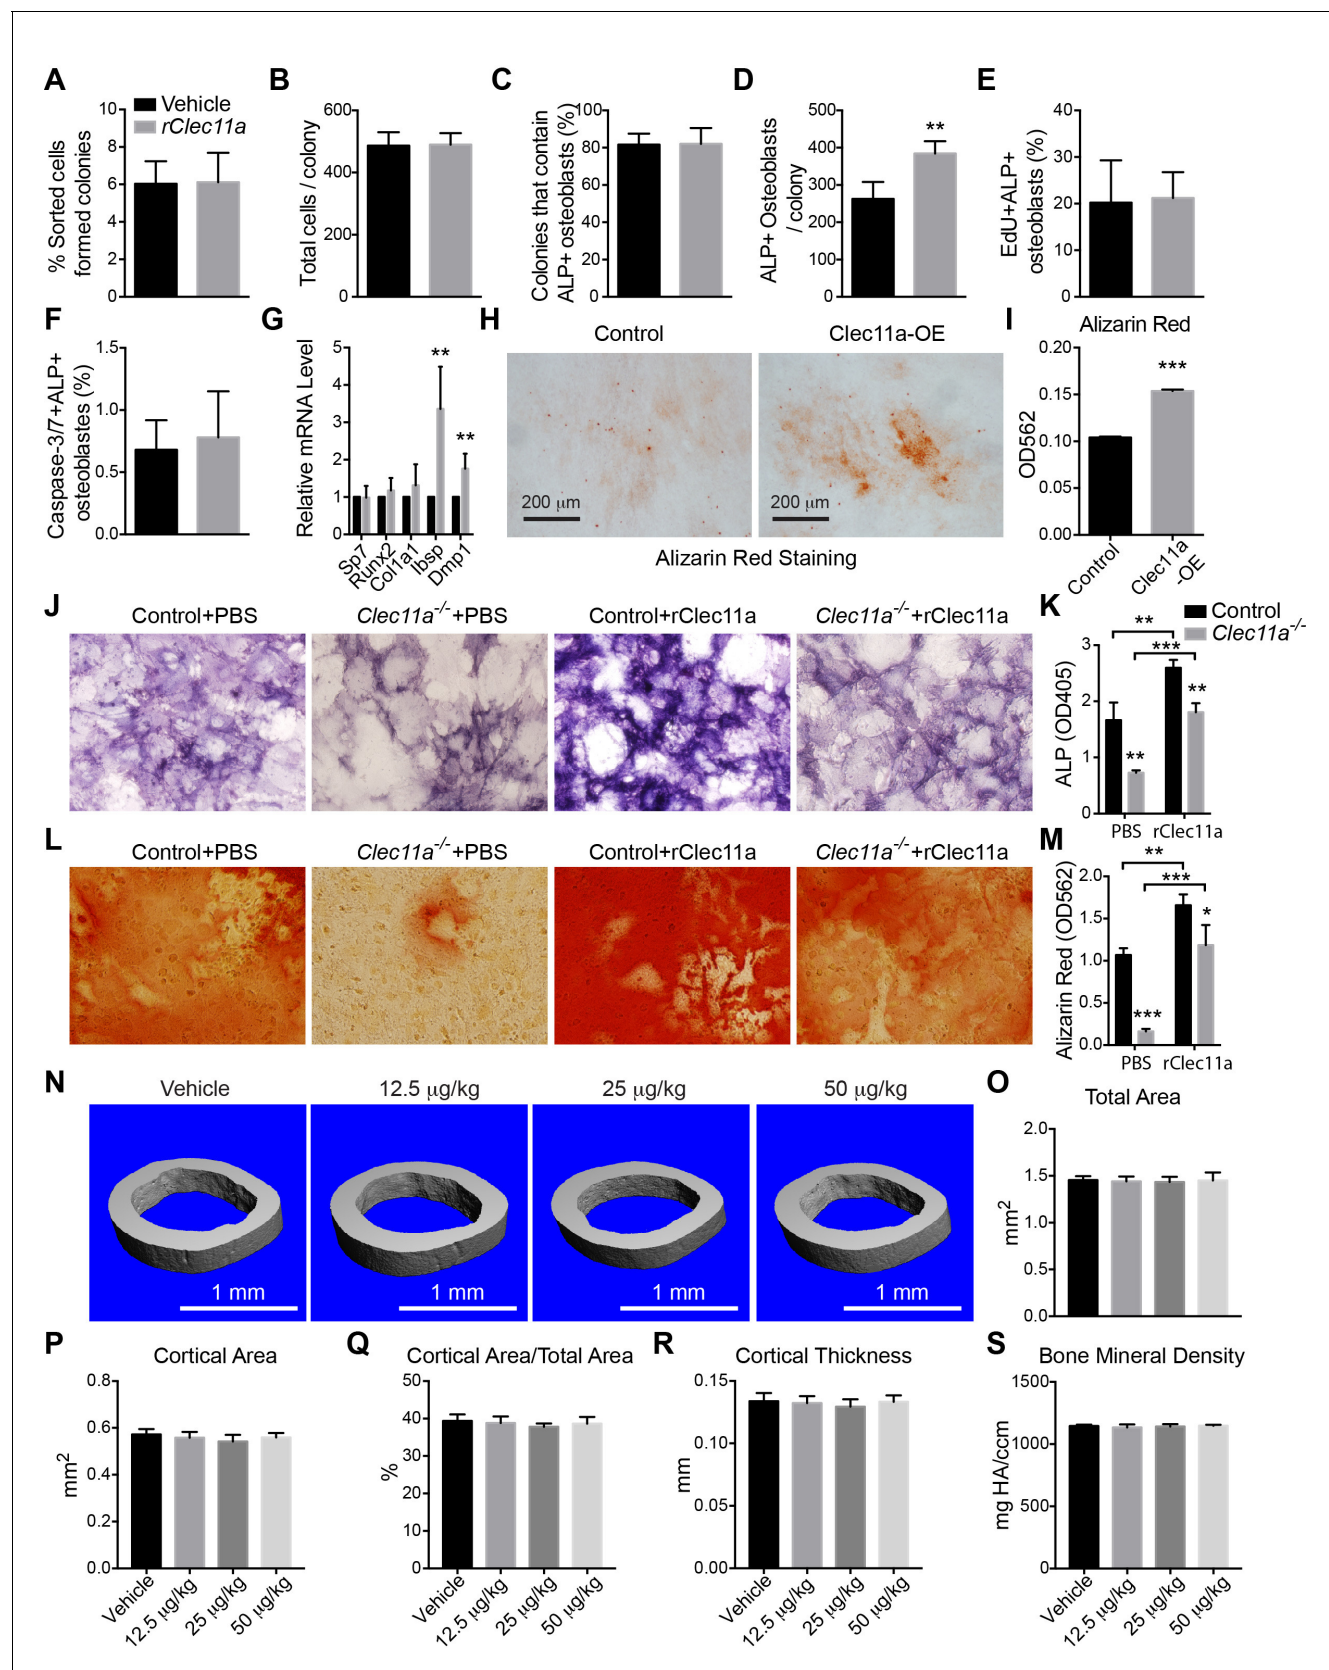 A
Vehicle
rClec11a
% Sorted cells
formed colonies
10
8
6
4
2
0
B
Total cells / colony
600
400
200
0
C
Colonies that contain
ALP+ osteoblasts (%)
100
80
60
40
20
0
D
ALP+ Osteoblasts
/ colony
500
400
300
200
100
0
**
E
EdU+ALP+
osteoblasts (%)
40
30
20
10
0
F
Caspase-3/7+ALP+
osteoblastes (%)
1.5
1.0
0.5
0.0
G
Relative mRNA Level
5
4
3
2
1
0
**
**
Sp7
Runx2
Col1a1
Ibsp
Dmp1
H
Control
Clec11a-OE
200 μm
200 μm
Alizarin Red Staining
I
Alizarin Red
OD562
0.20
0.15
0.10
0.05
0.00
***
Control
Clec11a
-OE
J
Control+PBS
Clec11a-/-+PBS
Control+rClec11a
Clec11a-/-+rClec11a
K
Control
Clec11a-/-
ALP (OD405)
3
2
1
0
**
***
**
**
PBS
rClec11a
L
Control+PBS
Clec11a-/-+PBS
Control+rClec11a
Clec11a-/-+rClec11a
M
Alizarin Red (OD562)
2.0
1.5
1.0
0.5
0.0
**
***
*
***
PBS
rClec11a
N
Vehicle
12.5 μg/kg
25 μg/kg
50 μg/kg
1 mm
1 mm
1 mm
1 mm
O
Total Area
mm2
2.0
1.5
1.0
0.5
0.0
P
Cortical Area
mm2
0.8
0.6
0.4
0.2
0.0
Vehicle
12.5 μg/kg
25 μg/kg
50 μg/kg
Q
Cortical Area/Total Area
%
50
40
30
20
10
0
Vehicle
12.5 μg/kg
25 μg/kg
50 μg/kg
R
Cortical Thickness
mm
0.15
0.10
0.05
0.00
Vehicle
12.5 μg/kg
25 μg/kg
50 μg/kg
S
Bone Mineral Density
mg HA/ccm
1500
1000
500
0
Vehicle
12.5 μg/kg
25 μg/kg
50 μg/kg